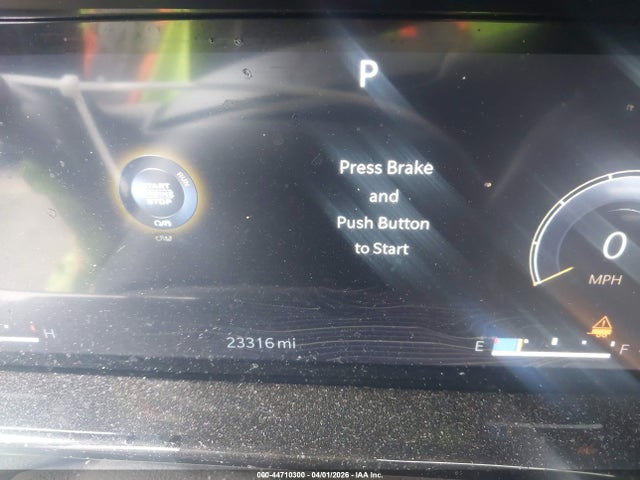 P
Press Brake
and
Push Button
to Start
START
STOP
RUN
0
MPH
23316 mi
H
E
F
000-44710300 - 04/01/2026 - IAA Inc.